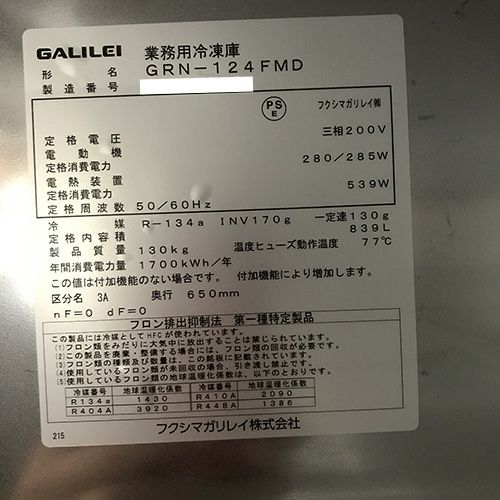 GALILEI 業務用冷凍庫
形名 GRN-124FMD
製造番号
PS
E
フクシマガリレイ㈱
定格電圧 三相200V
電動機
定格消費電力 280/285W
電熱装置
定格消費電力 539W
定格周波数 50/60Hz
冷媒 R-134a INV170g 一定速130g
定格内容積 839L
製品質量 130kg 温度ヒューズ動作温度 77℃
年間消費電力量 1700kWh/年
この値は付加機能のない場合です。付加機能により増加します。
区分名 3A 奥行 650mm
nF=0 dF=0
フロン排出抑制法 第一種特定製品
この製品には冷媒としてHFCが使われています。
(1)フロン類をみだりに大気中に放出することは禁じられています。
(2)この製品を廃棄・整備する場合には、フロン類の回収が必要です。
(3)フロン類の種類及び数量は、この銘板に記載されています。
(4)使用しているフロン類が未回収の場合、引き渡し禁止です。
(5)使用しているフロン類の地球温暖化係数は、以下のとおりです。
冷媒番号 地球温暖化係数 R410A 2090
R134a 1430 R448A 1386
R404A 3920
フクシマガリレイ株式会社
215